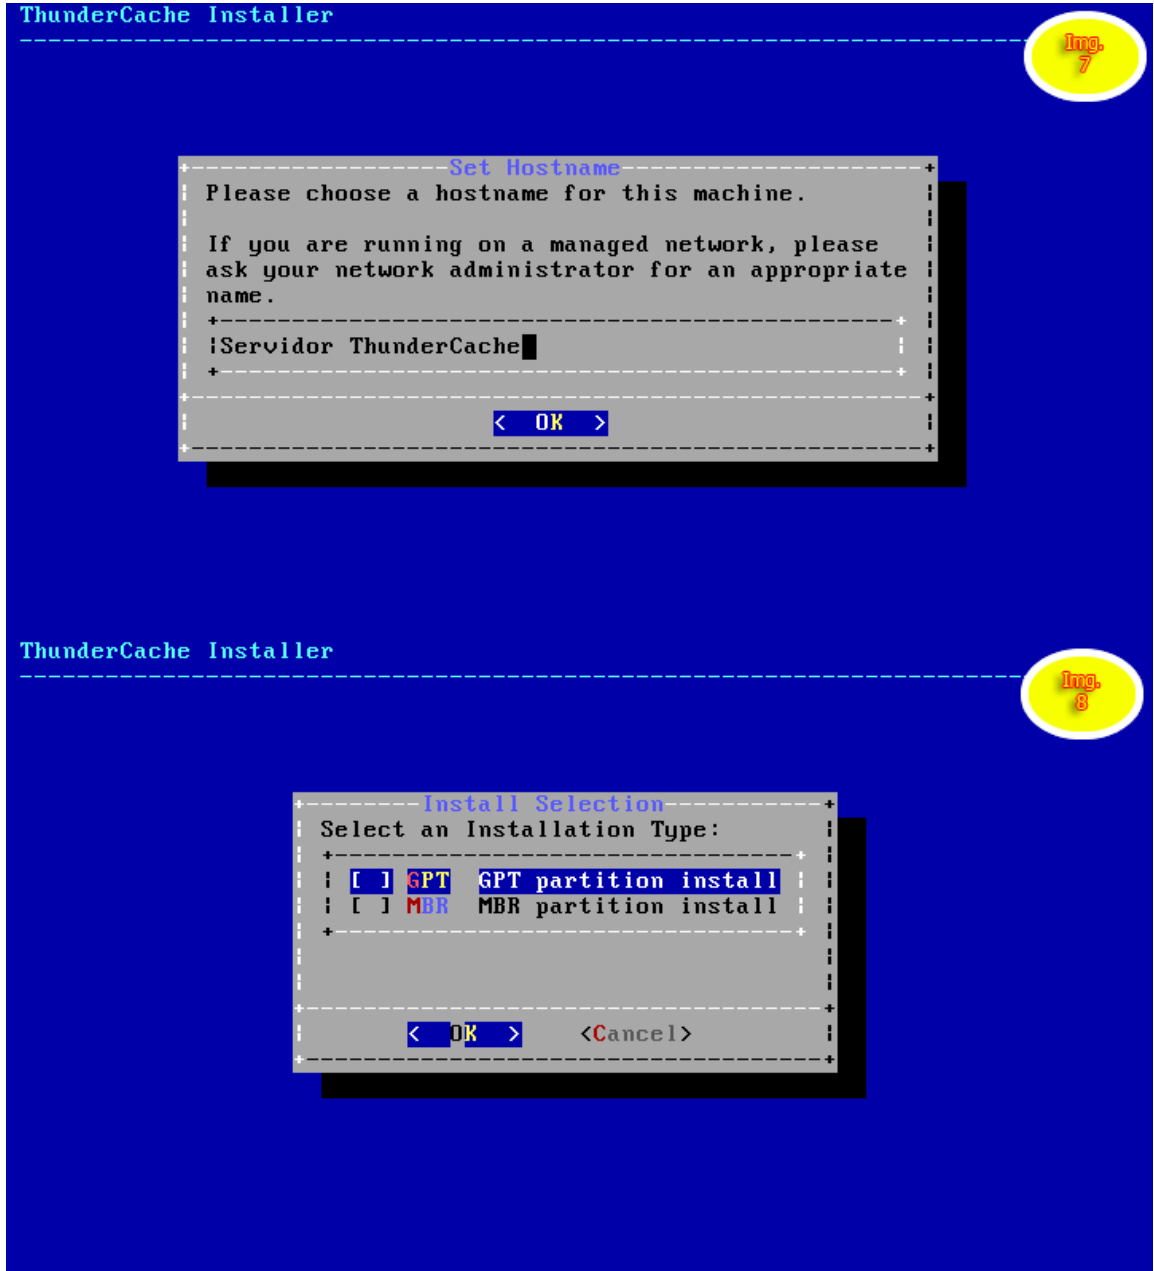 ThunderCache Installer
Img.
7
Set Hostname
Please choose a hostname for this machine.
If you are running on a managed network, please
ask your network administrator for an appropriate
name.
Servidor ThunderCache
< OK >
ThunderCache Installer
Img.
8
Install Selection
Select an Installation Type:
[ ] GPT GPT partition install
[ ] MBR MBR partition install
< OK > <Cancel>